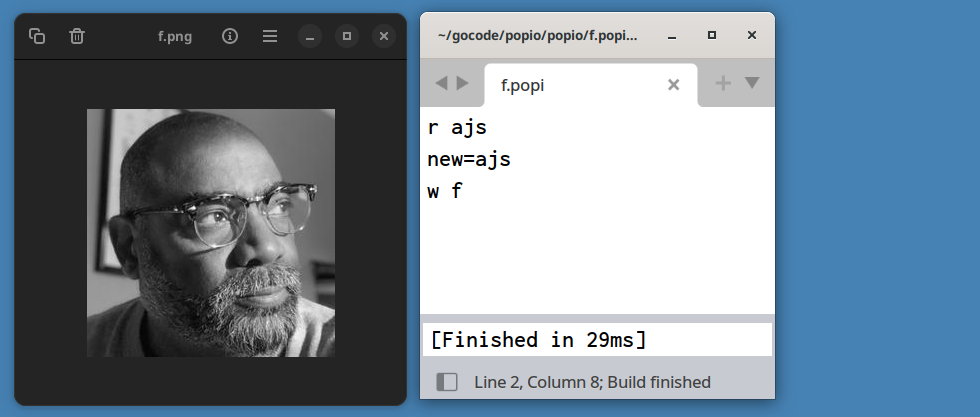 f.png
~/gocode/popio/popio/f.popi...
f.popi
r ajs
new=ajs
w f
[Finished in 29ms]
Line 2, Column 8; Build finished